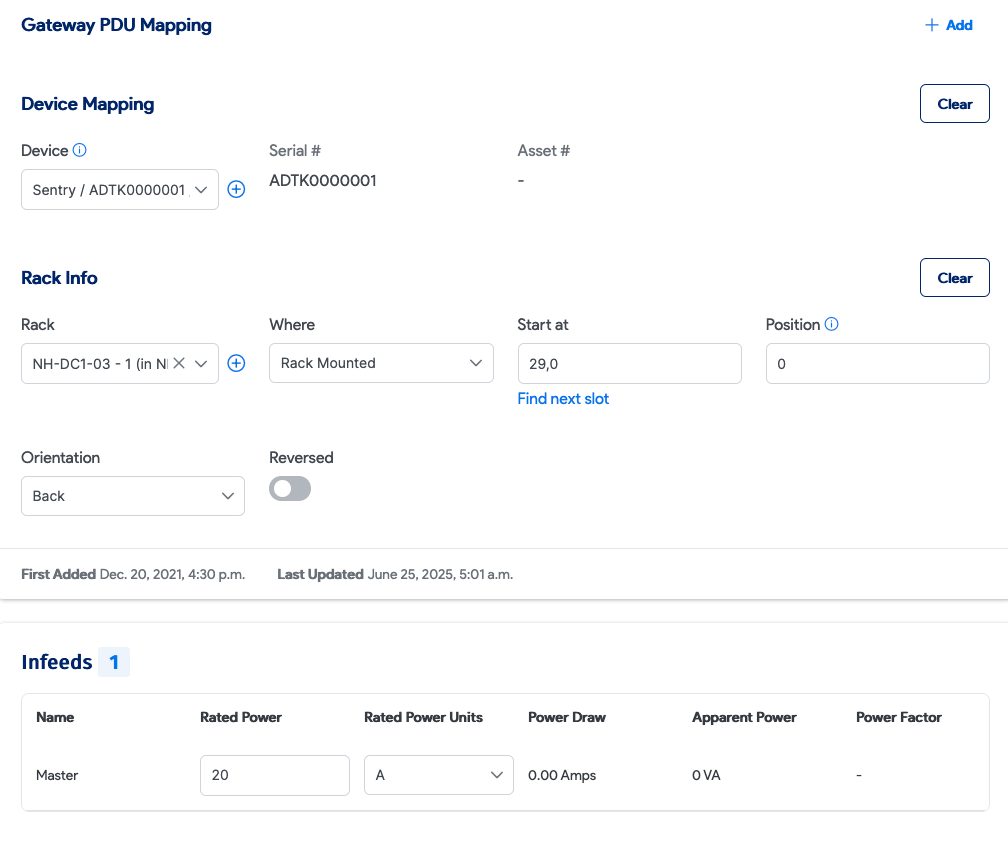 Gateway PDU Mapping
+ Add
Device Mapping
Clear
Device
Serial #
Asset #
Sentry / ADTK0000001
ADTK0000001
-
Rack Info
Clear
Rack
Where
Start at
Position
NH-DC1-03 - 1 (in
Rack Mounted
29,0
0
Find next slot
Orientation
Reversed
Back
First Added Dec. 20, 2021, 4:30 p.m. Last Updated June 25, 2025, 5:01 a.m.
Infeeds 1
Name Rated Power Rated Power Units Power Draw Apparent Power Power Factor
Master 20 A 0.00 Amps 0 VA -